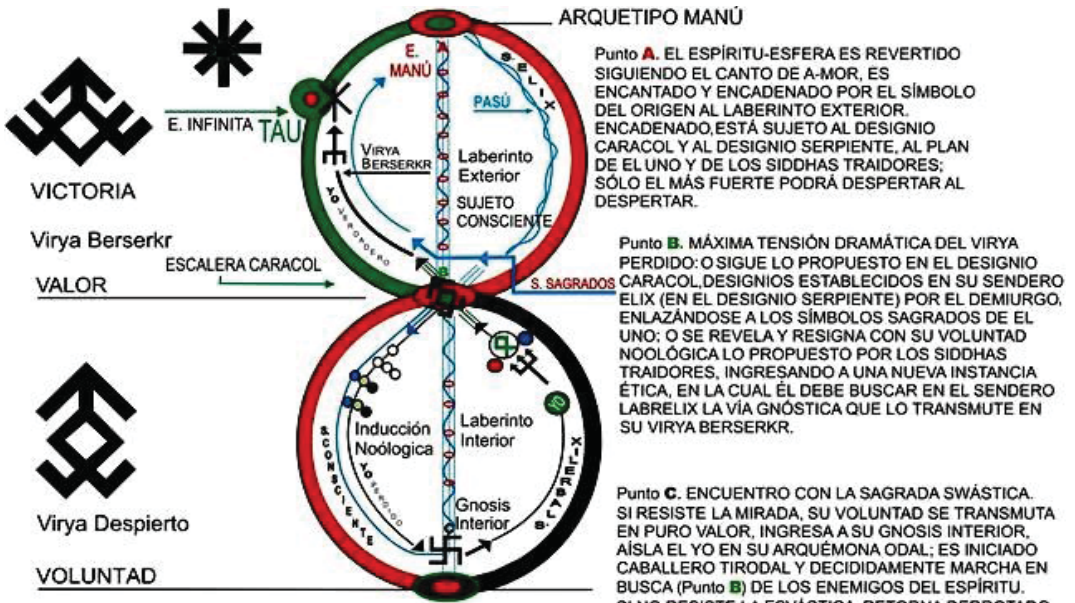 ARQUETIPO MANÚ
E.
MANÚ
A
S. ELIX
PASÚ
E. INFINITA
TAU
VIRYA
BERSERKR
Laberinto
Exterior
SUJETO
CONSCIENTE
YO
VERDADERO
VICTORIA
Virya Berserkr
ESCALERA CARACOL
VALOR
B
S. SAGRADOS
Inducción
Noólogica
Laberinto
Interior
YO
S. CONSCIENTE
YO
Gnosis
Interior
C
Virya Despierto
VOLUNTAD
Punto A. EL ESPÍRITU-ESFERA ES REVERTIDO
SIGUIENDO EL CANTO DE A-MOR, ES
ENCANTADO Y ENCADENADO POR EL SÍMBOLO
DEL ORIGEN AL LABERINTO EXTERIOR.
ENCADENADO,ESTÁ SUJETO AL DESIGNIO
CARACOL Y AL DESIGNIO SERPIENTE, AL PLAN
DE EL UNO Y DE LOS SIDDHAS TRAIDORES;
SÓLO EL MÁS FUERTE PODRÁ DESPERTAR AL
DESPERTAR.
Punto B. MÁXIMA TENSIÓN DRAMÁTICA DEL VIRYA
PERDIDO: O SIGUE LO PROPUESTO EN EL DESIGNIO
CARACOL,DESIGNIOS ESTABLECIDOS EN SU SENDERO
ELIX (EN EL DESIGNIO SERPIENTE) POR EL DEMIURGO,
ENLAZÁNDOSE A LOS SÍMBOLOS SAGRADOS DE EL
UNO; O SE REVELA Y RESIGNA CON SU VOLUNTAD
NOOLÓGICA LO PROPUESTO POR LOS SIDDHAS
TRAIDORES, INGRESANDO A UNA NUEVA INSTANCIA
ÉTICA, EN LA CUAL ÉL DEBE BUSCAR EN EL SENDERO
LABRELIX LA VÍA GNÓSTICA QUE LO TRANSMUTE EN
SU VIRYA BERSERKR.
Punto C. ENCUENTRO CON LA SAGRADA SWÁSTICA.
SI RESISTE LA MIRADA, SU VOLUNTAD SE TRANSMUTA
EN PURO VALOR, INGRESA A SU GNOSIS INTERIOR,
AÍSLA EL YO EN SU ARQUÉMONA ODAL; ES INICIADO
CABALLERO TIRODAL Y DECIDIDAMENTE MARCHA EN
BUSCA (Punto B) DE LOS ENEMIGOS DEL ESPÍRITU.